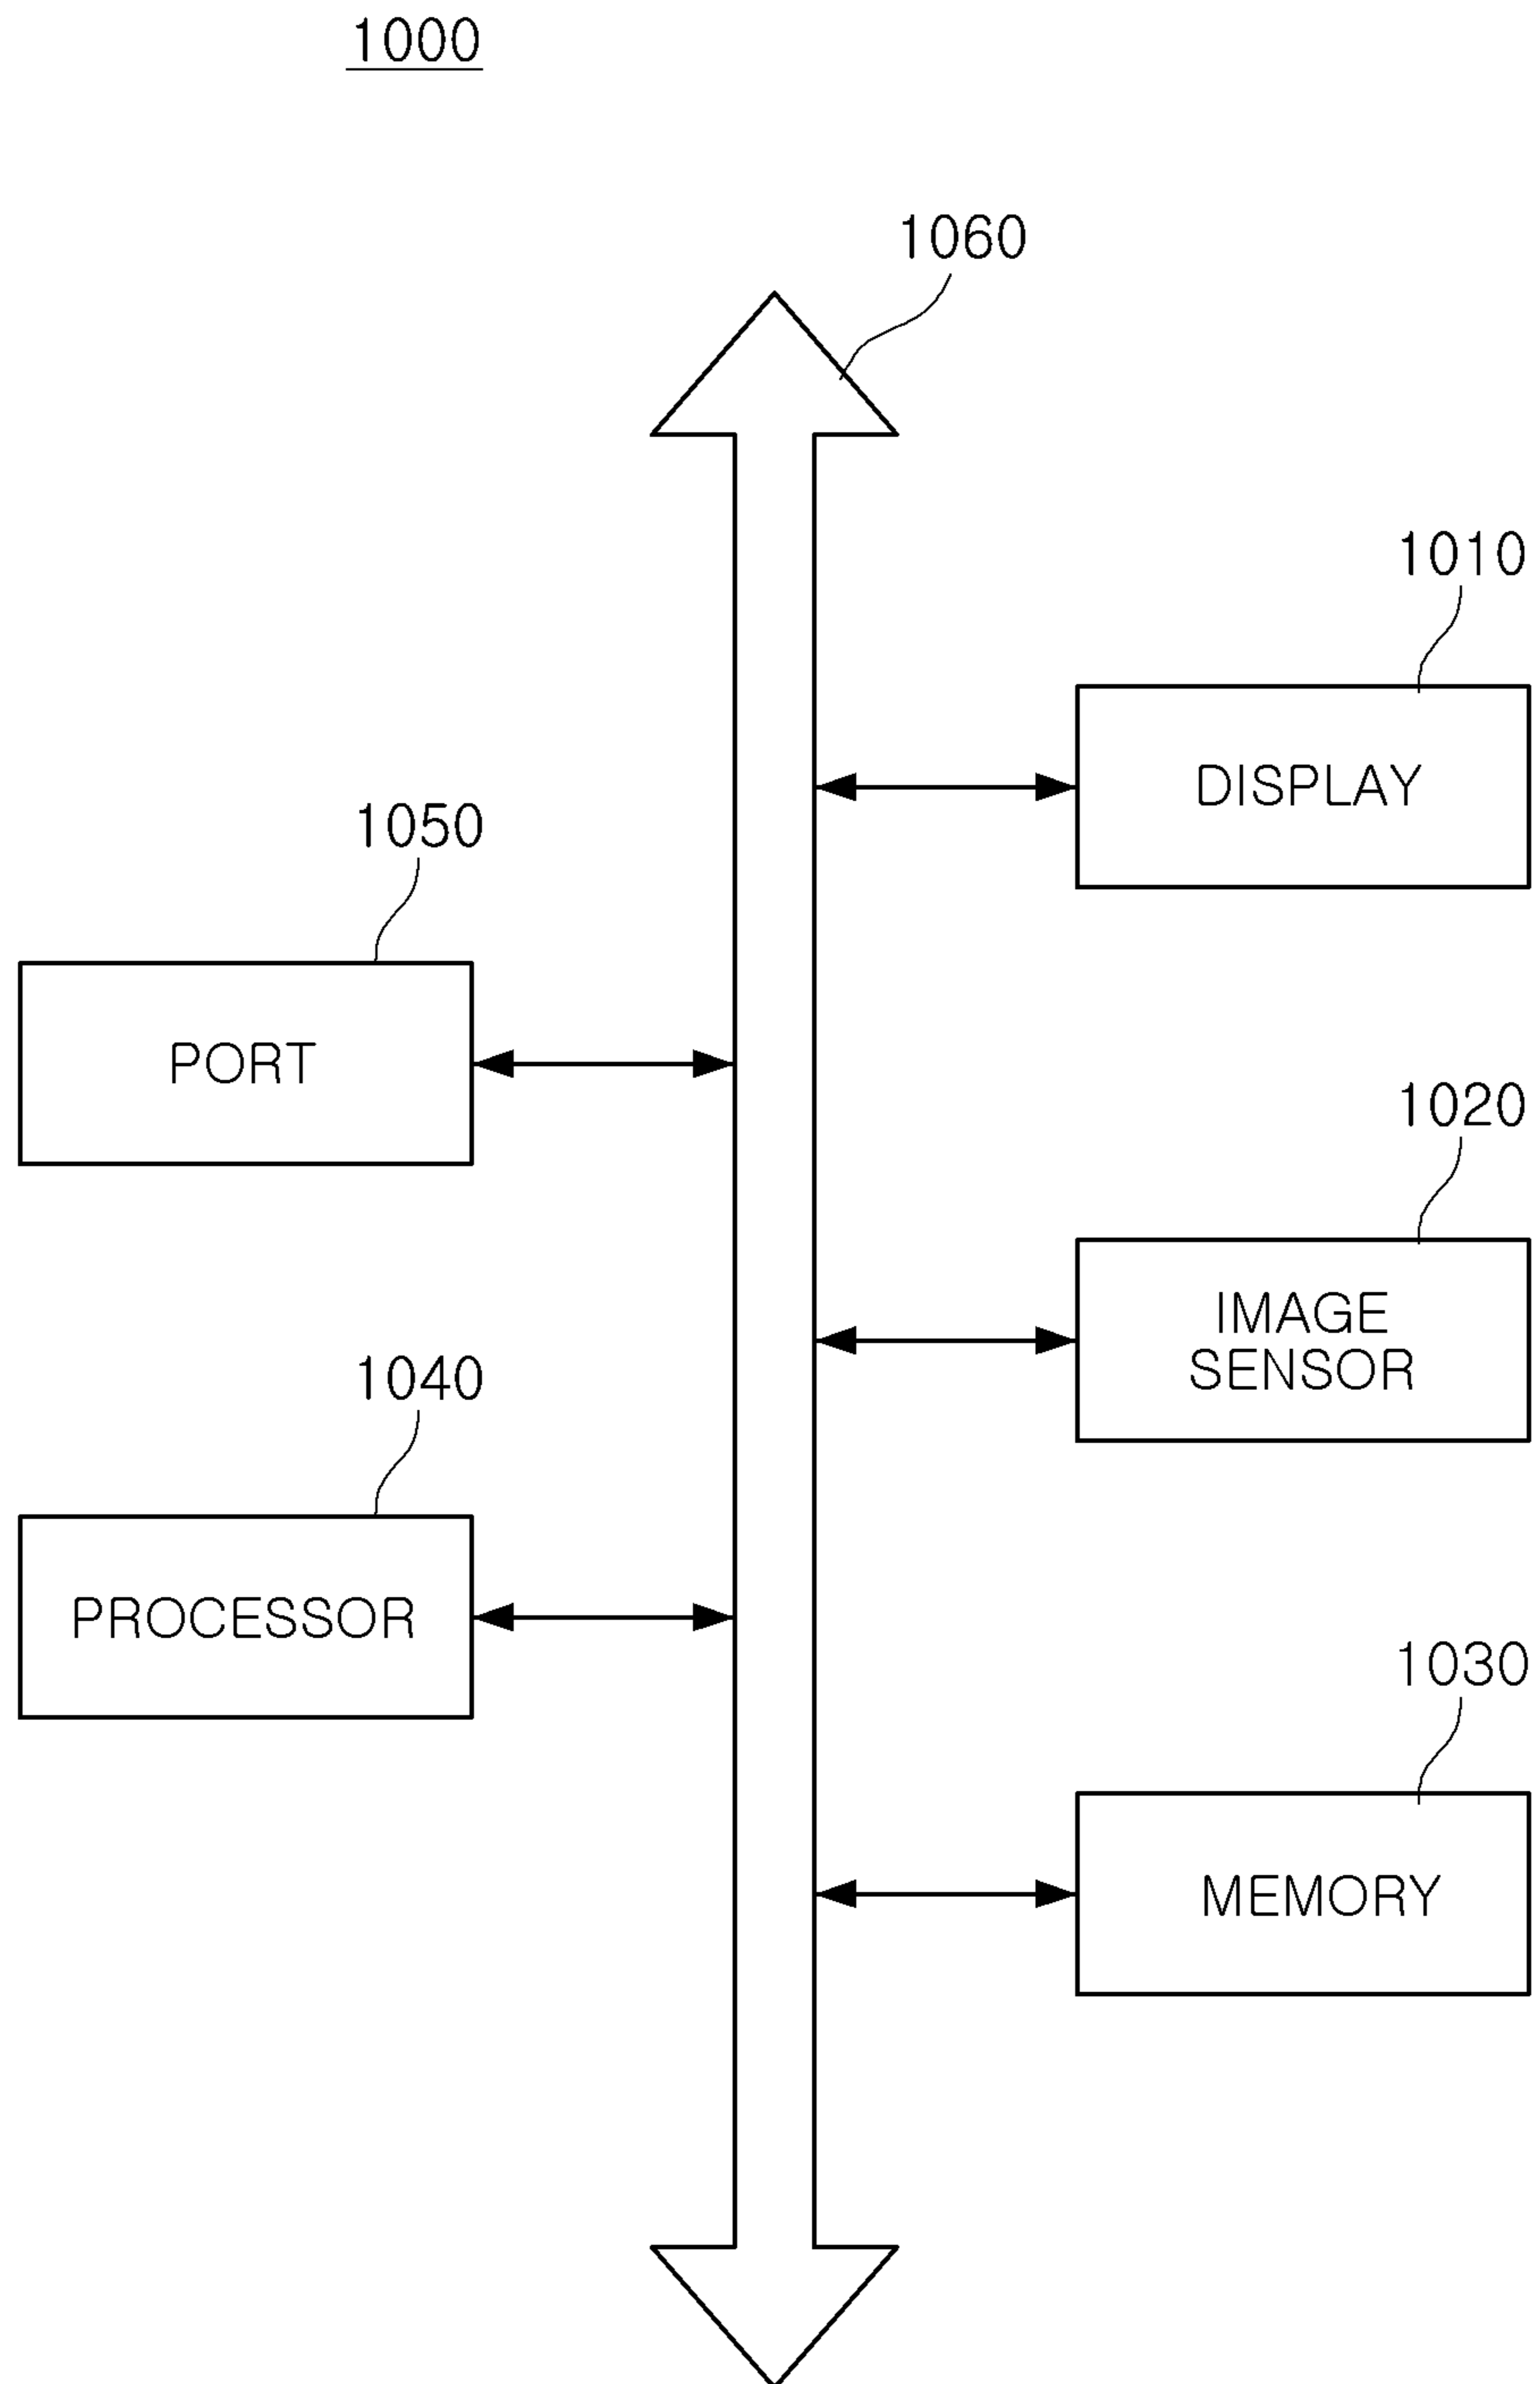 1000
1060
1010
DISPLAY
1050
PORT
1020
IMAGE
SENSOR
1040
PROCESSOR
1030
MEMORY